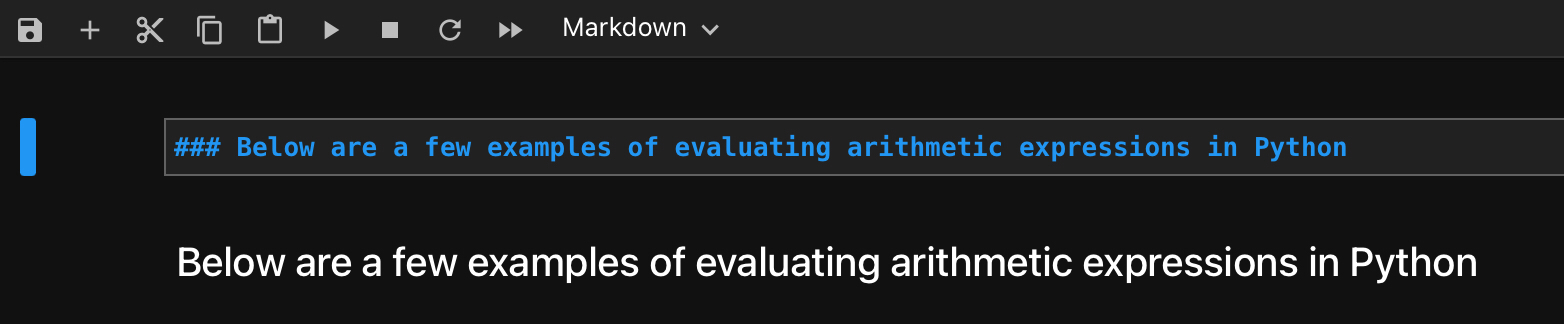 Markdown
### Below are a few examples of evaluating arithmetic expressions in Python
Below are a few examples of evaluating arithmetic expressions in Python